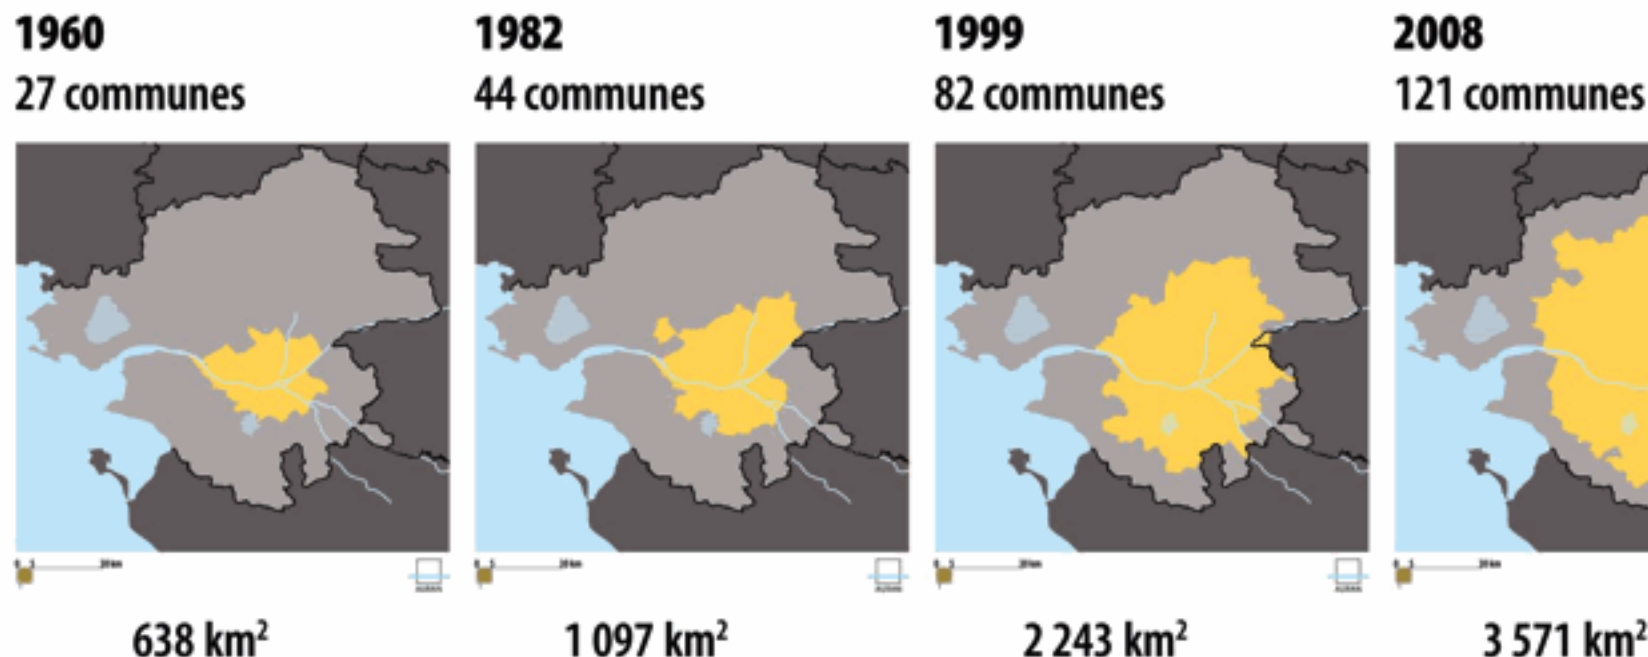 1960
27 communes
638 km²
1982
44 communes
1 097 km²
1999
82 communes
2 243 km²
2008
121 communes
3 571 km²